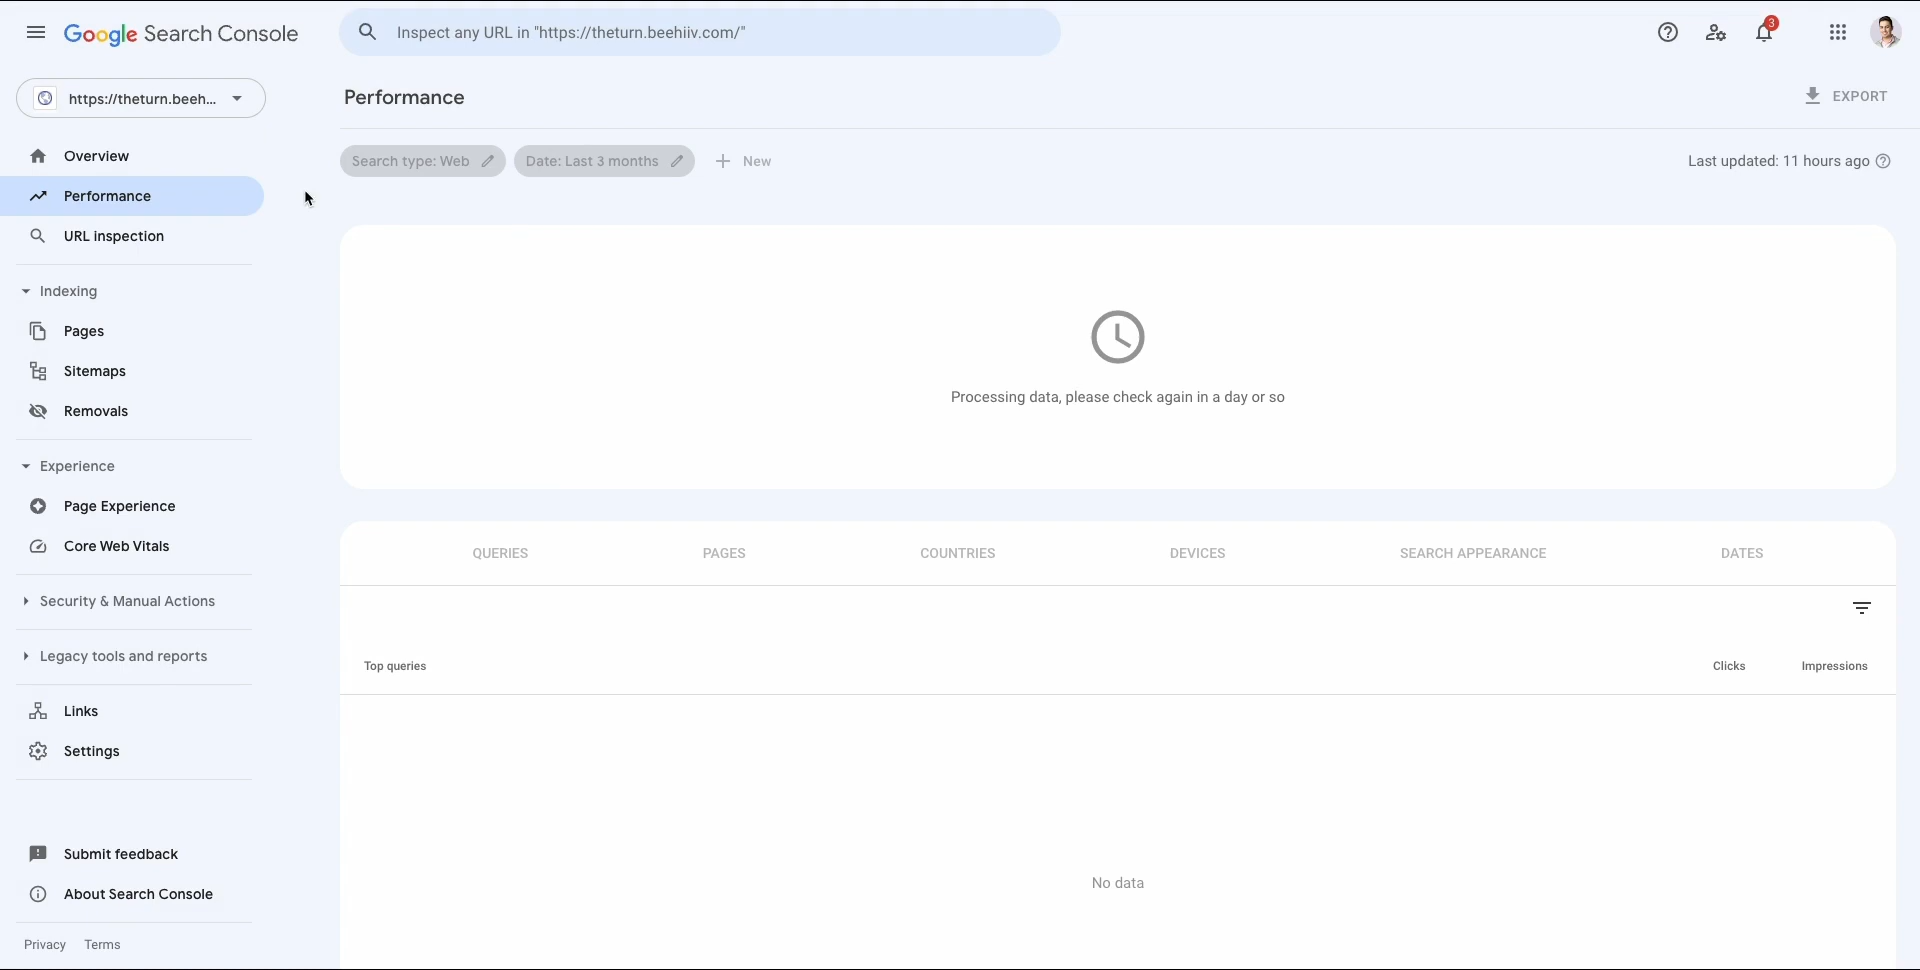 Google Search Console
Inspect any URL in "https://theturn.beehiiv.com/"
3
https://theturn.beeh...
Performance
EXPORT
Overview
Search type: Web
Date: Last 3 months
New
Last updated: 11 hours ago
Performance
URL inspection
Indexing
Pages
Sitemaps
Removals
Processing data, please check again in a day or so
Experience
Page Experience
Core Web Vitals
QUERIES
PAGES
COUNTRIES
DEVICES
SEARCH APPEARANCE
DATES
Security & Manual Actions
Legacy tools and reports
Top queries
Clicks
Impressions
Links
Settings
No data
Submit feedback
About Search Console
Privacy
Terms